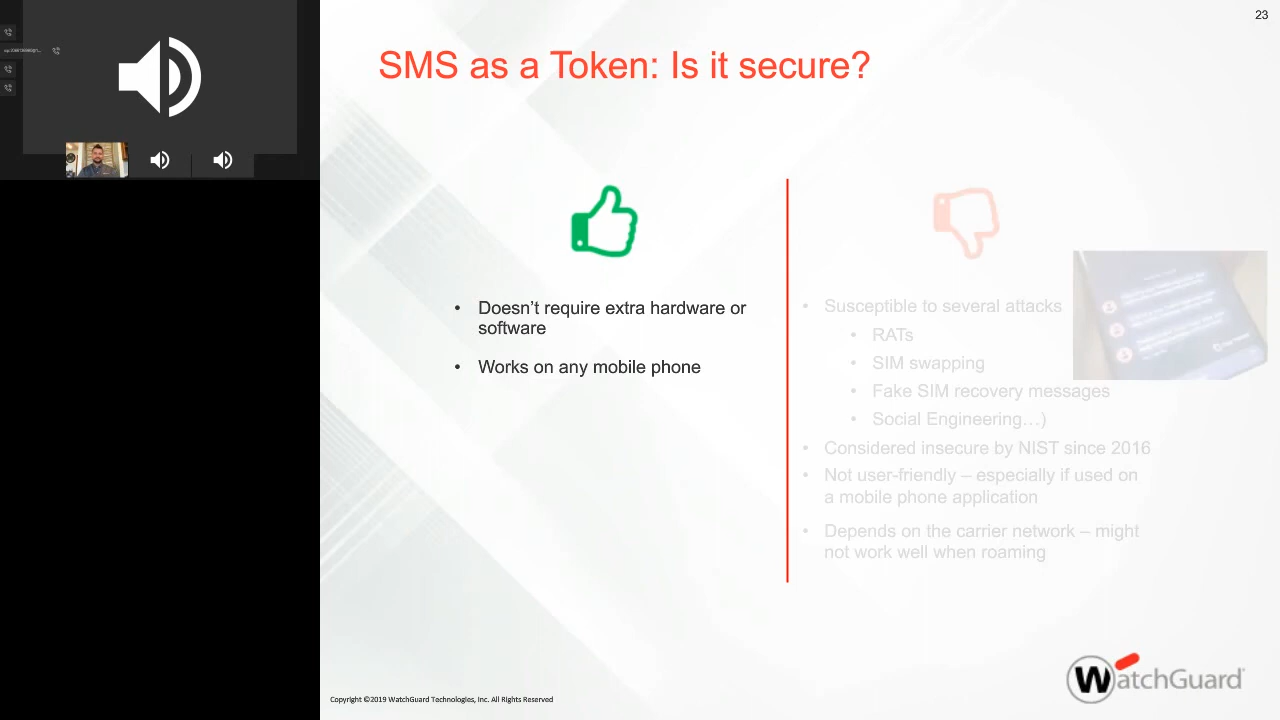 23
SMS as a Token: Is it secure?
• Doesn’t require extra hardware or
software
• Works on any mobile phone
• Susceptible to several attacks
• RATs
• SIM swapping
• Fake SIM recovery messages
• Social Engineering…)
• Considered insecure by NIST since 2016
• Not user-friendly – especially if used on
a mobile phone application
• Depends on the carrier network – might
not work well when roaming
Copyright ©2019 WatchGuard Technologies, Inc. All Rights Reserved
WatchGuard